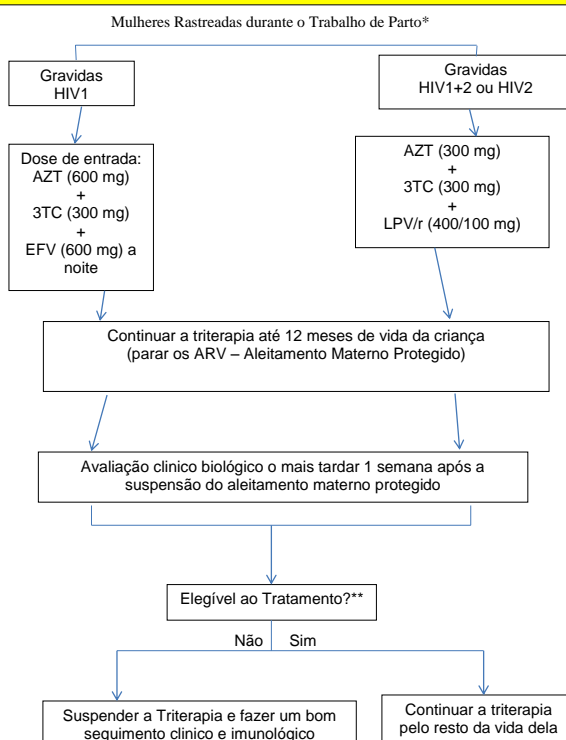 Mulheres Rastreadas durante o Trabalho de Parto*
Gravidas
HIV1
Gravidas
HIV1+2 ou HIV2
Dose de entrada:
AZT (600 mg)
+
3TC (300 mg)
+
EFV (600 mg) a
noite
AZT (300 mg)
+
3TC (300 mg)
+
LPV/r (400/100 mg)
Continuar a triterapia até 12 meses de vida da criança
(parar os ARV – Aleitamento Materno Protegido)
Avaliação clinico biológico o mais tardar 1 semana após a
suspensão do aleitamento materno protegido
Elegível ao Tratamento?**
Não Sim
Suspender a Triterapia e fazer um bom
seguimento clinico e imunológico
Continuar a triterapia
pelo resto da vida dela